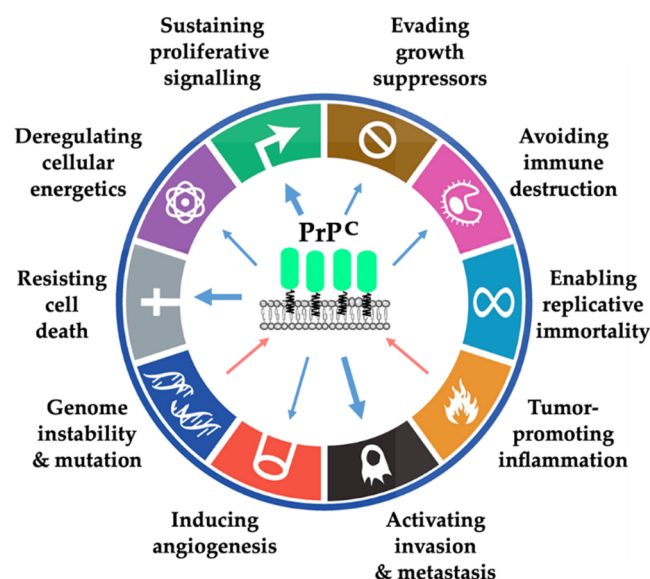 Sustaining
proliferative
signalling
Evading
growth
suppressors
Avoiding
immune
destruction
Enabling
replicative
immortality
Tumor-
promoting
inflammation
Activating
invasion
& metastasis
Inducing
angiogenesis
Genome
instability
& mutation
Resisting
cell
death
Deregulating
cellular
energetics
PrPᶜ